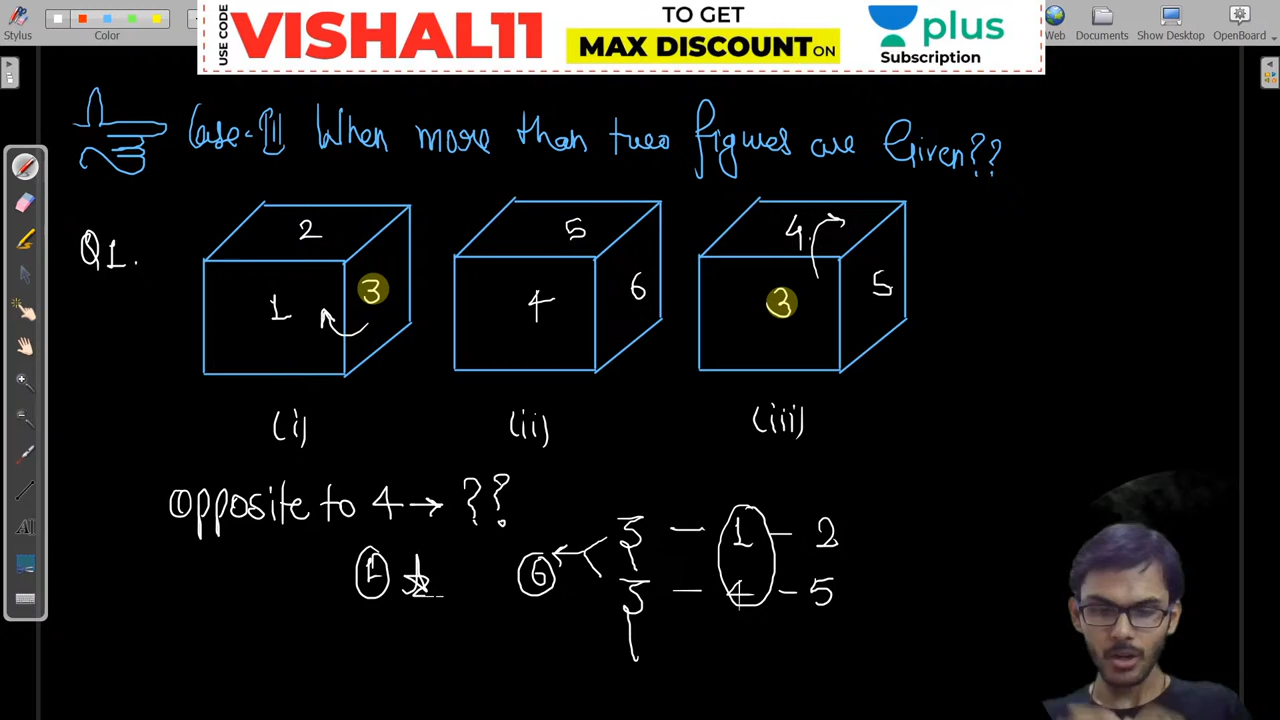 Stylus
Color
USE CODE
VISHAL11
TO GET
MAX DISCOUNT ON
plus
Subscription
Web
Documents
Show Desktop
OpenBoard
Case-III When more than two figures are Given??
Q1.
2
1
3
5
4
6
4
3
5
(i)
(ii)
(iii)
opposite to 4 → ??
3 - 1 - 2
1
6
3 - 4 - 5